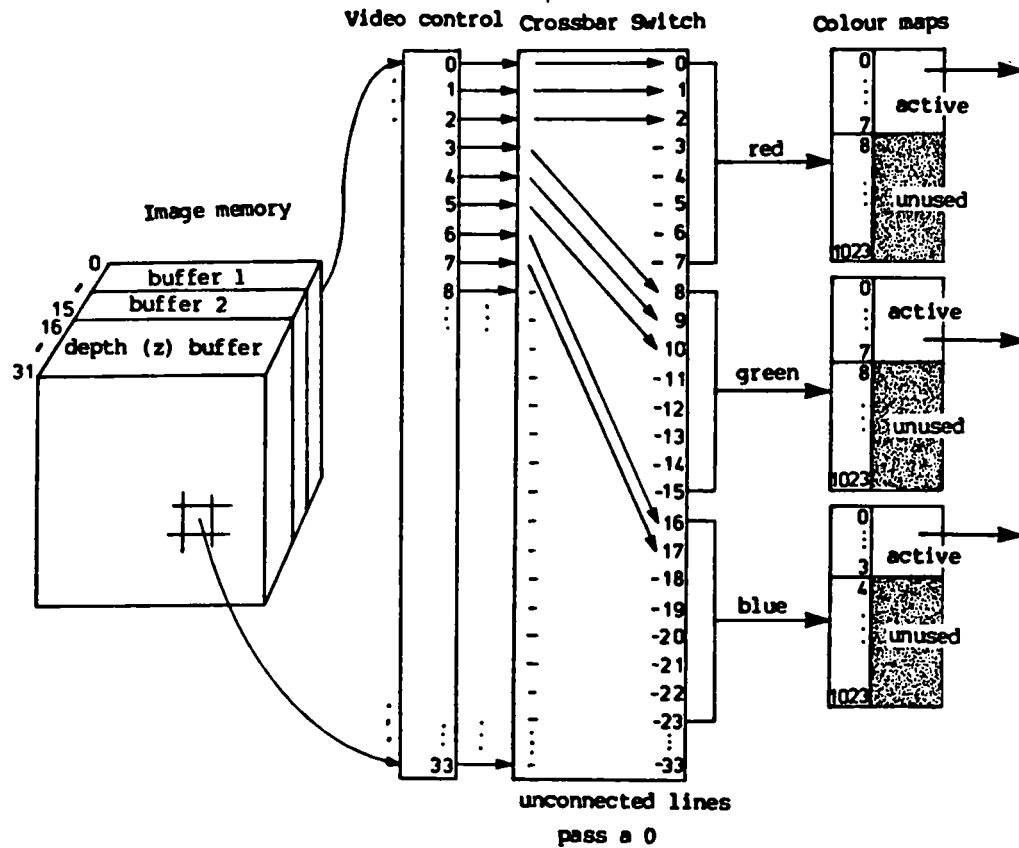 Video control
Crossbar Switch
Colour maps
Image memory
0
15
16
31
buffer 1
buffer 2
depth (z) buffer
0
1
2
3
4
5
6
7
8
33
0
1
2
- 3
- 4
- 5
- 6
- 7
8
9
10
-11
-12
-13
-14
-15
16
17
-18
-19
-20
-21
-22
-23
-33
red
green
blue
0
7
active
8
1023
unused
0
7
active
8
1023
unused
0
3
active
4
1023
unused
unconnected lines
pass a 0